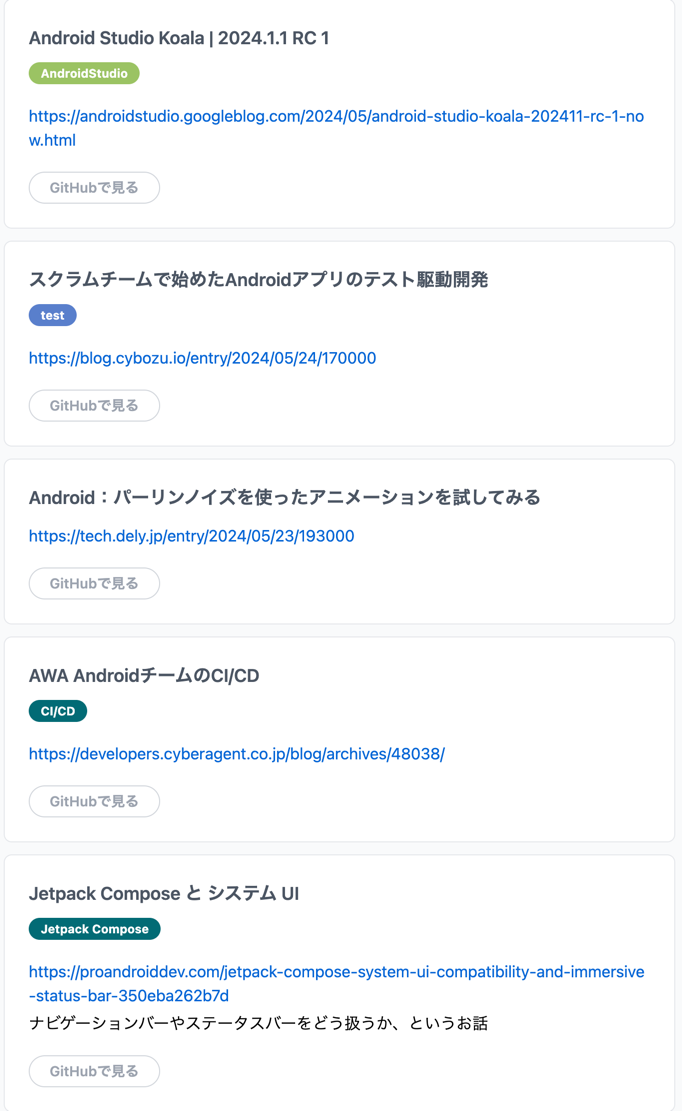 Android Studio Koala | 2024.1.1 RC 1
AndroidStudio
https://androidstudio.googleblog.com/2024/05/android-studio-koala-202411-rc-1-no
w.html
GitHubで見る
スクラムチームで始めたAndroidアプリのテスト駆動開発
test
https://blog.cybozu.io/entry/2024/05/24/170000
GitHubで見る
Android：パーリンノイズを使ったアニメーションを試してみる
https://tech.dely.jp/entry/2024/05/23/193000
GitHubで見る
AWA AndroidチームのCI/CD
CI/CD
https://developers.cyberagent.co.jp/blog/archives/48038/
GitHubで見る
Jetpack Compose と システム UI
Jetpack Compose
https://proandroiddev.com/jetpack-compose-system-ui-compatibility-and-immersive
-status-bar-350eba262b7d
ナビゲーションバーやステータスバーをどう扱うか、というお話
GitHubで見る